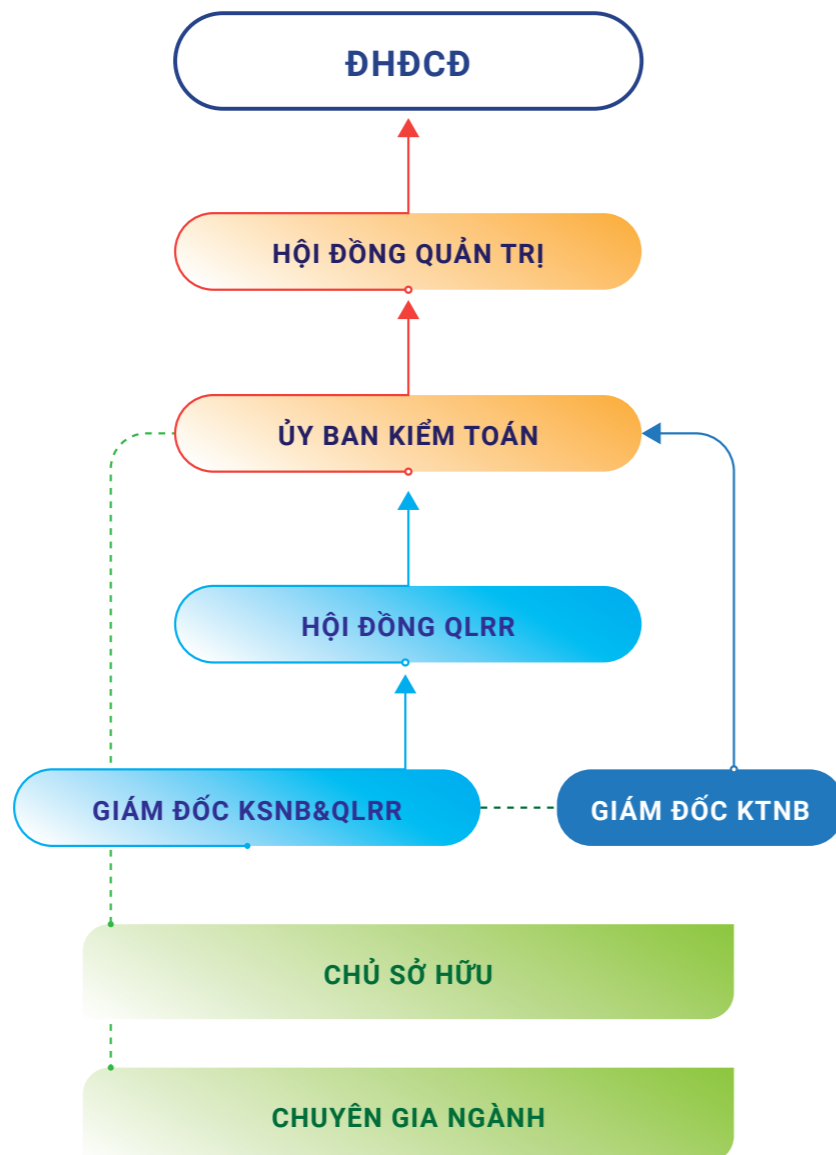 ĐHĐCĐ
HỘI ĐỒNG QUẢN TRỊ
ỦY BAN KIỂM TOÁN
HỘI ĐỒNG QLRR
GIÁM ĐỐC KSNB&QLRR
GIÁM ĐỐC KTNB
CHỦ SỞ HỮU
CHUYÊN GIA NGÀNH